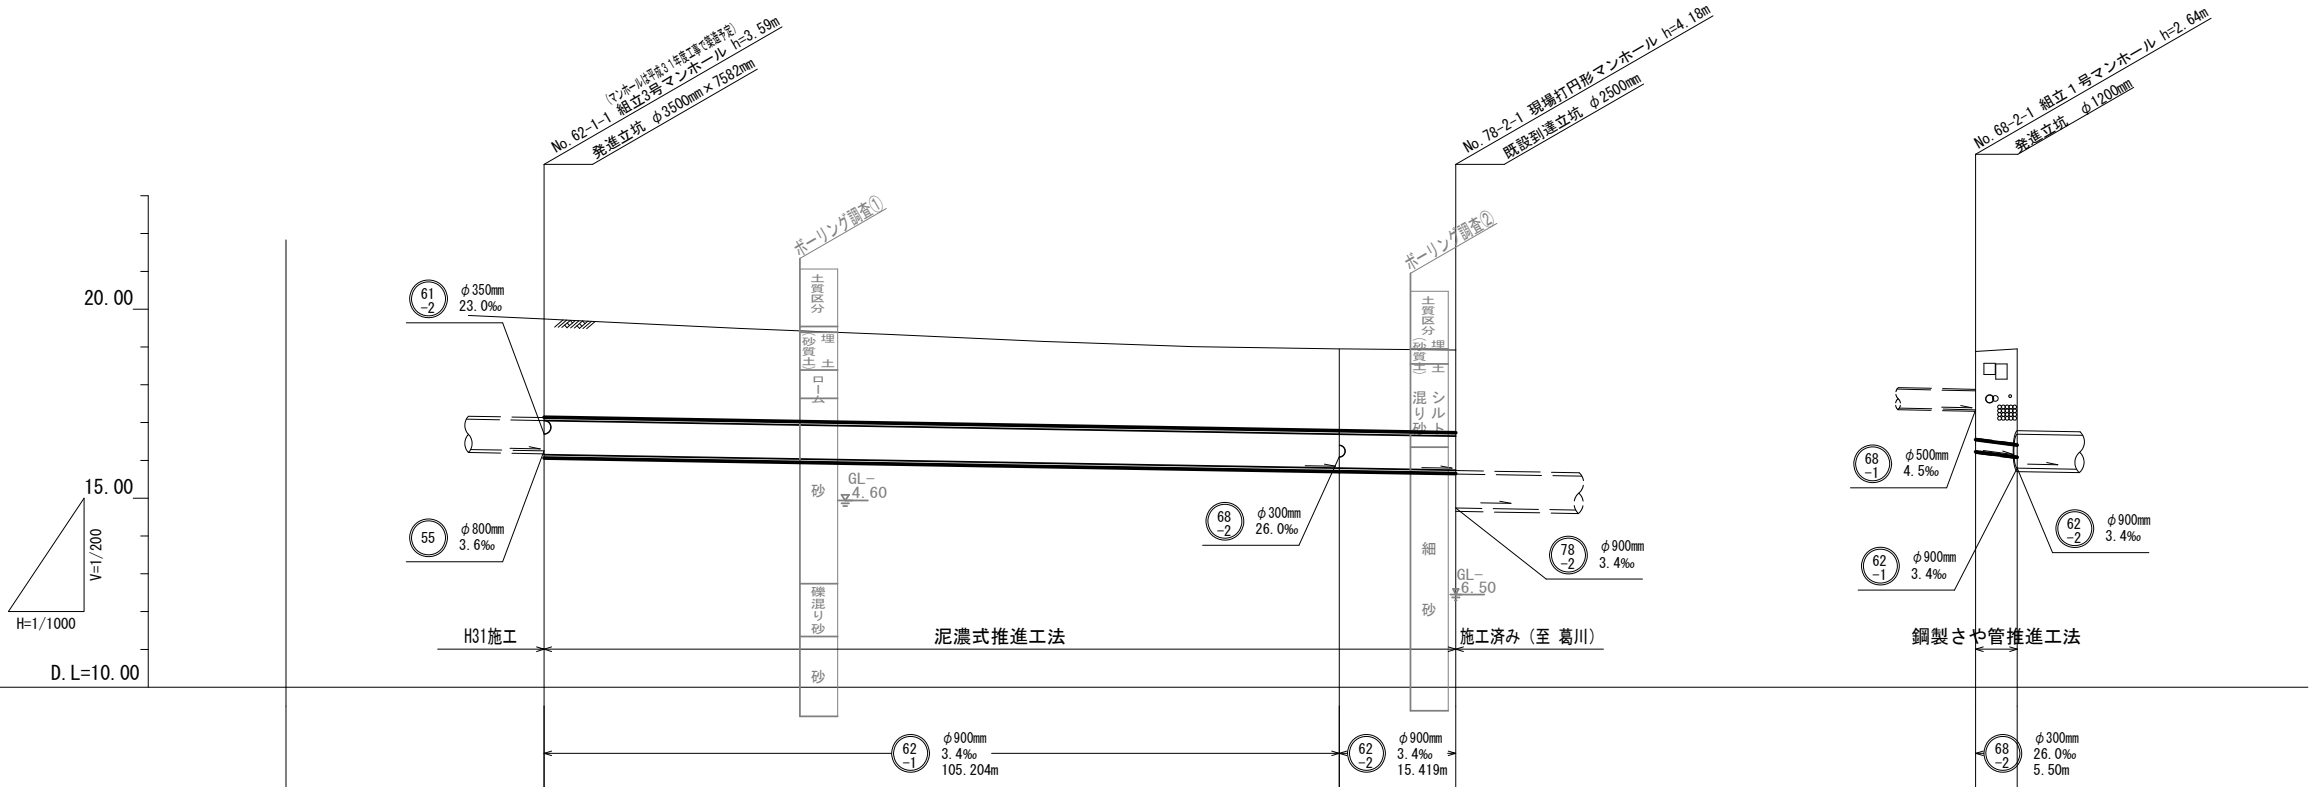 (マンホールは平成31年度工事で築造予定)
No.62-1-1 組立3号マンホール h=3.59m
発進立坑 φ3500mm×7582mm
No.78-2-1 現場打円形マンホール h=4.18m
既設到達立坑 φ2500mm
No.68-2-1 組立1号マンホール h=2.64m
発進立坑 φ1200mm
ボーリング調査①
ボーリング調査②
20.00
15.00
D.L=10.00
V=1/200
H=1/1000
61
-2
φ350mm
23.0‰
55
φ800mm
3.6‰
土質区分
埋土
(砂質土)
ローム
砂
GL-
4.60
礫混り砂
砂
68
-2
φ300mm
26.0‰
土質区分
埋土
(砂質土)
シルト
混り砂
細砂
GL-
6.50
78
-2
φ900mm
3.4‰
68
-1
φ500mm
4.5‰
62
-1
φ900mm
3.4‰
62
-2
φ900mm
3.4‰
H31施工
泥濃式推進工法
施工済み (至 葛川)
鋼製さや管推進工法
62
-1
φ900mm
3.4‰
105.204m
62
-2
φ900mm
3.4‰
15.419m
68
-2
φ300mm
26.0‰
5.50m